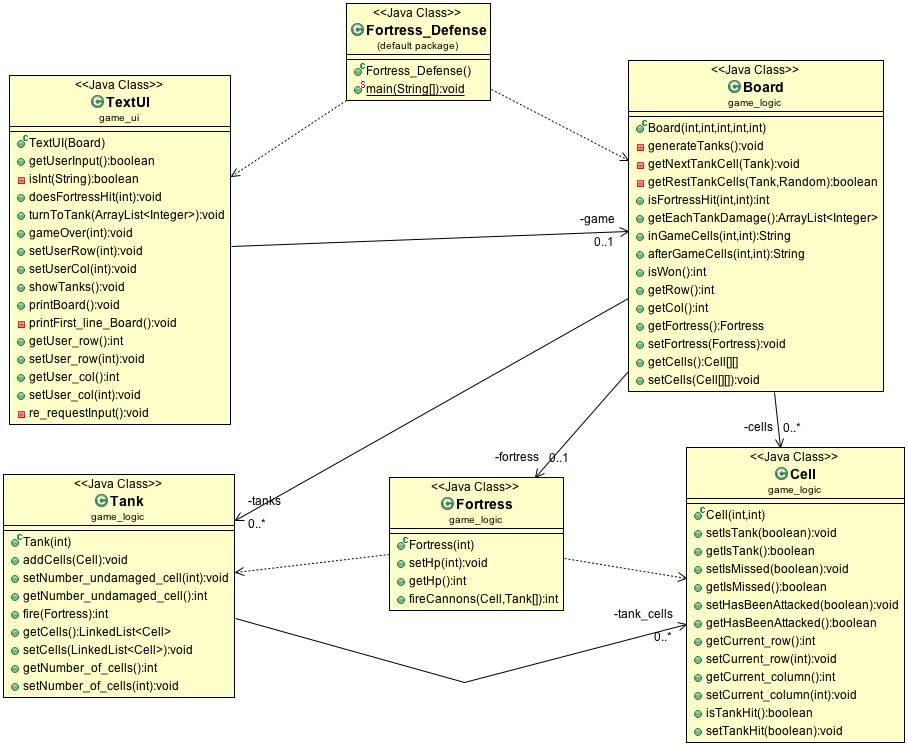 <<Java Class>>
Fortress_Defense
(default package)
Fortress_Defense()
main(String[]):void
<<Java Class>>
TextUI
game_ui
TextUI(Board)
getUserInput():boolean
isInt(String):boolean
doesFortressHit(int):void
turnToTank(ArrayList<Integer>):void
gameOver(int):void
setUserRow(int):void
setUserCol(int):void
showTanks():void
printBoard():void
printFirst_line_Board():void
getUser_row():int
setUser_row(int):void
getUser_col():int
setUser_col(int):void
re_requestInput():void
-game
0..1
<<Java Class>>
Board
game_logic
Board(int,int,int,int,int)
generateTanks():void
getNextTankCell(Tank):void
getRestTankCells(Tank,Random):boolean
isFortressHit(int,int):int
getEachTankDamage():ArrayList<Integer>
inGameCells(int,int):String
afterGameCells(int,int):String
isWon():int
getRow():int
getCol():int
getFortress():Fortress
setFortress(Fortress):void
getCells():Cell[][]
setCells(Cell[][]):void
-tanks
0..*
-fortress
0..1
-cells
0..*
<<Java Class>>
Tank
game_logic
Tank(int)
addCells(Cell):void
setNumber_undamaged_cell(int):void
getNumber_undamaged_cell():int
fire(Fortress):int
getCells():LinkedList<Cell>
setCells(LinkedList<Cell>):void
getNumber_of_cells():int
setNumber_of_cells(int):void
<<Java Class>>
Fortress
game_logic
Fortress(int)
setHp(int):void
getHp():int
fireCannons(Cell,Tank[]):int
-tank_cells
0..*
<<Java Class>>
Cell
game_logic
Cell(int,int)
setIsTank(boolean):void
getIsTank():boolean
setIsMissed(boolean):void
getIsMissed():boolean
setHasBeenAttacked(boolean):void
getHasBeenAttacked():boolean
getCurrent_row():int
setCurrent_row(int):void
getCurrent_column():int
setCurrent_column(int):void
isTankHit():boolean
setTankHit(boolean):void